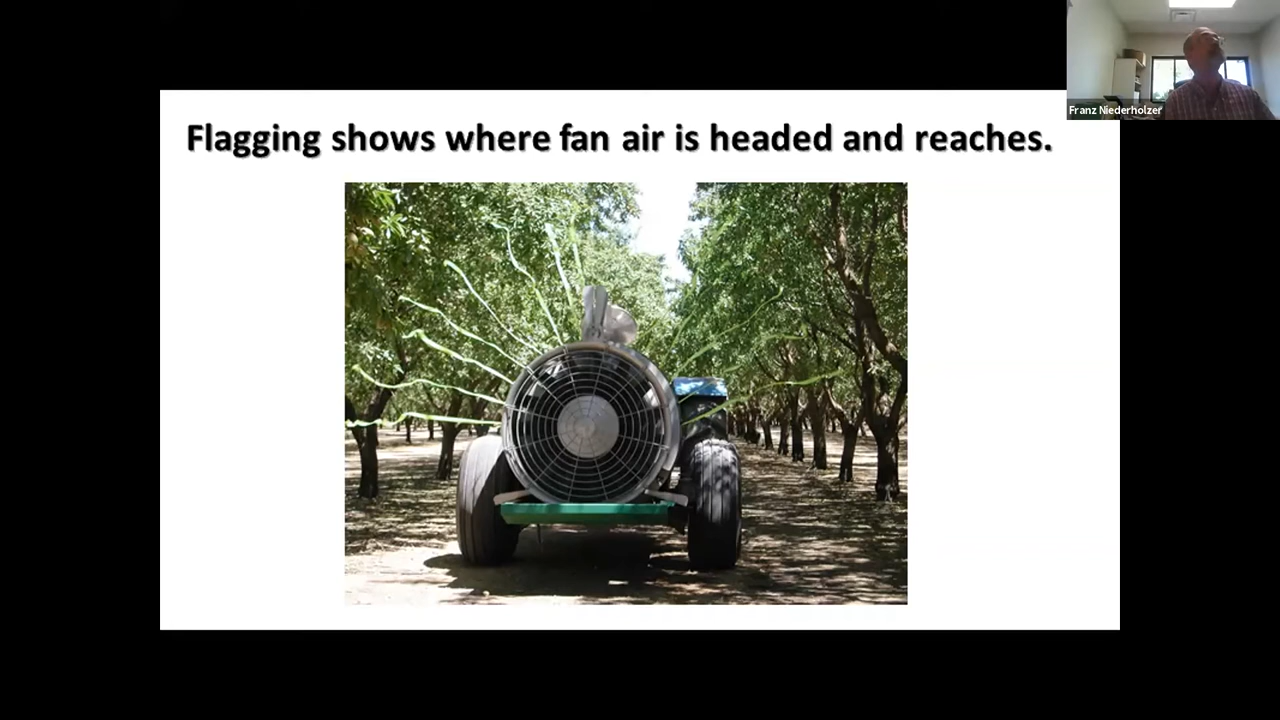 Flagging shows where fan air is headed and reaches.
Franz Niederholzer